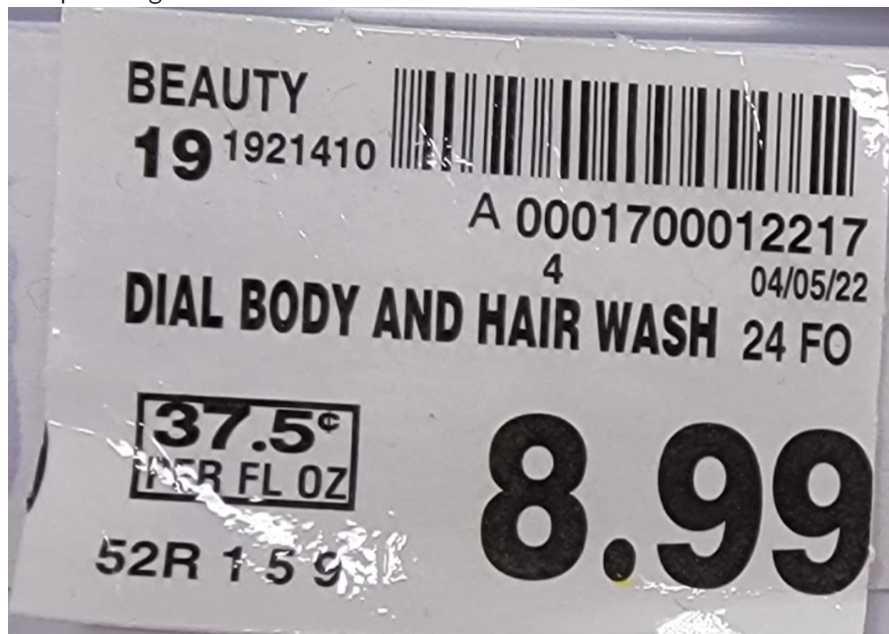 BEAUTY
19 1921410
A 0001700012217
4 04/05/22
DIAL BODY AND HAIR WASH 24 FO
37.5¢
PER FL OZ
8.99
52R 1 5 9